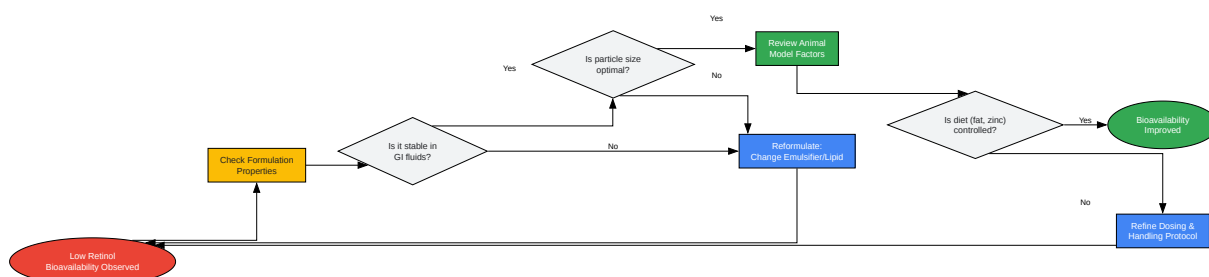 Yes
Review Animal
Model Factors
Is particle size
optimal?
Yes
No
Is diet (fat, zinc)
controlled?
Yes
Bioavailability
Improved
Is it stable in
GI fluids?
No
Reformulate:
Change Emulsifier/Lipid
Check Formulation
Properties
No
Refine Dosing &
Handling Protocol
Low Retinol
Bioavailability Observed